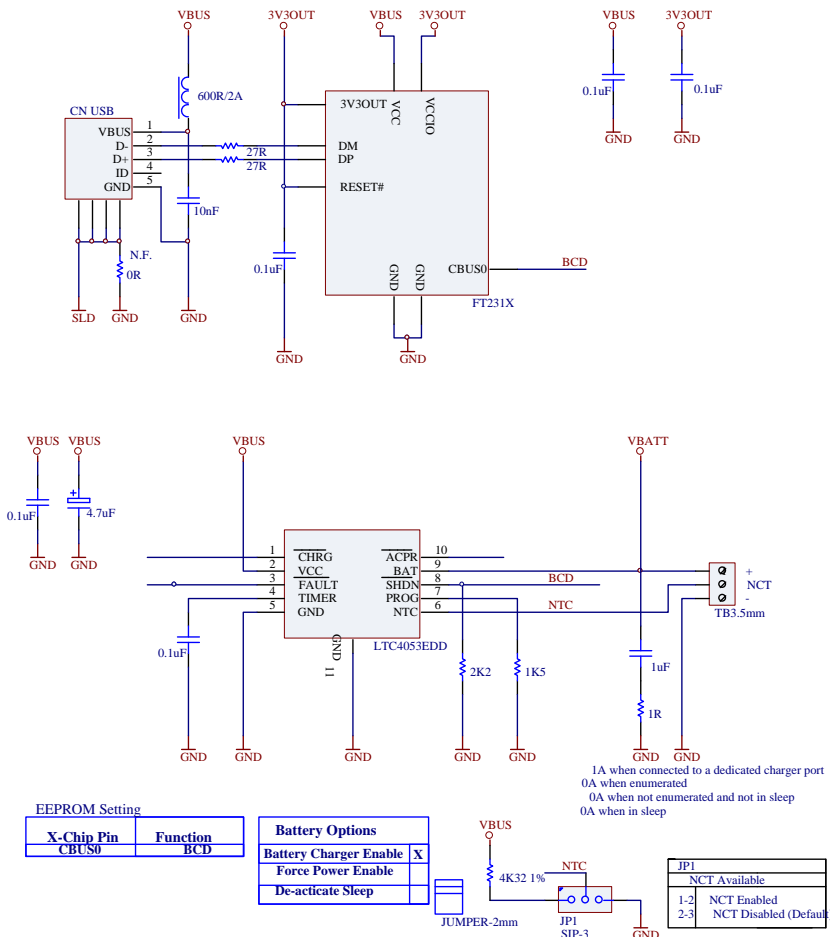 VBUS
3V3OUT
VBUS
3V3OUT
VBUS
3V3OUT
600R/2A
0.1uF
0.1uF
GND
GND
CN USB
VBUS
D-
D+
ID
GND
1
2
3
4
5
27R
27R
10nF
3V3OUT
VCC
VCCIO
DM
DP
RESET#
GND
GND
CBUS0
BCD
FT231X
0.1uF
N.F.
0R
SLD
GND
GND
GND
GND
VBUS
VBUS
VBUS
VBATT
0.1uF
4.7uF
GND
GND
1
2
3
4
5
CHRG
VCC
FAULT
TIMER
GND
ACPR
BAT
SHDN
PROG
NTC
10
9
8
7
6
GND
11
LTC4053EDD
BCD
NTC
+
NCT
-
TB3.5mm
0.1uF
2K2
1K5
1uF
1R
GND
GND
GND
GND
GND
GND
GND
1A when connected to a dedicated charger port
0A when enumerated
0A when not enumerated and not in sleep
0A when in sleep
EEPROM Setting
X-Chip Pin Function
CBUS0 BCD
Battery Options
Battery Charger Enable X
Force Power Enable
De-acticate Sleep
VBUS
4K32 1%
NTC
JUMPER-2mm
JP1
SIP-3
GND
JP1
NCT Available
1-2 NCT Enabled
2-3 NCT Disabled (Default